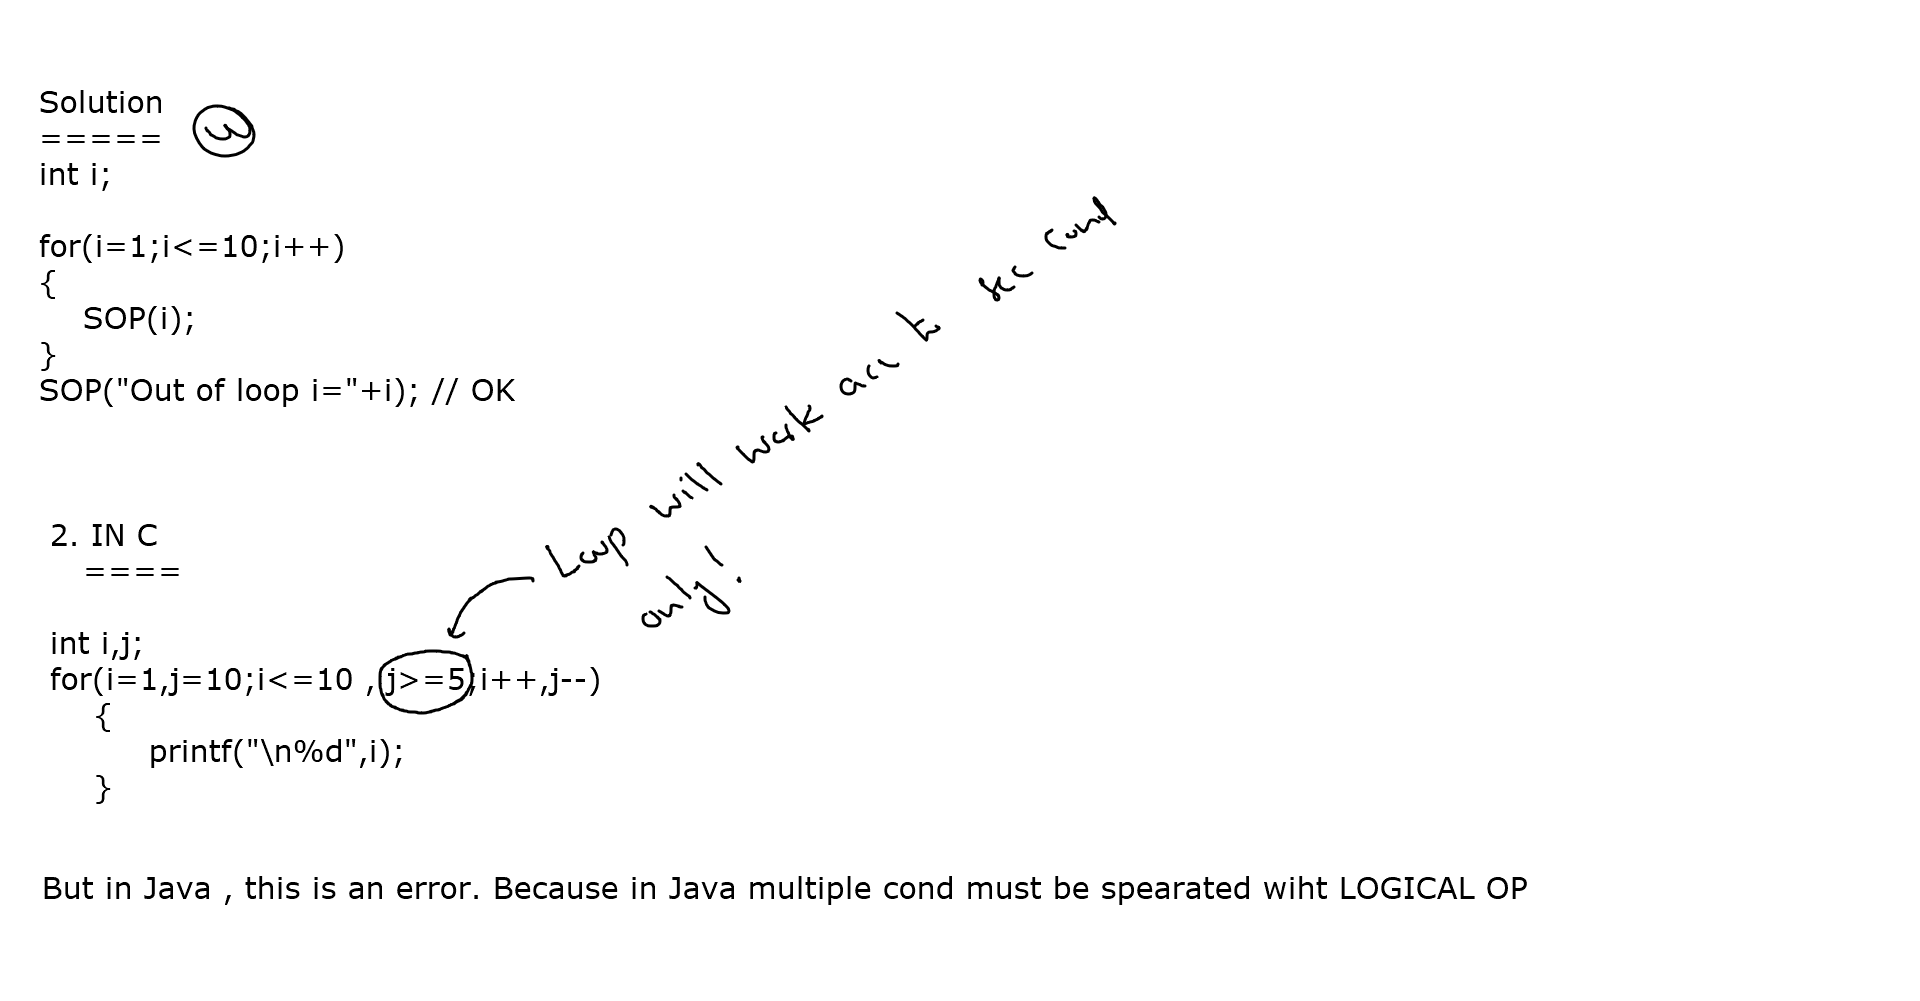 Solution
=====
int i;
for(i=1;i<=10;i++)
{
SOP(i);
}
SOP("Out of loop i="+i); // OK
2. IN C
====
int i,j;
for(i=1,j=10;i<=10 ,j>=5;i++,j--)
{
printf("\n%d",i);
}
Loop will work acc to sec cond
only!
But in Java , this is an error. Because in Java multiple cond must be spearated wiht LOGICAL OP